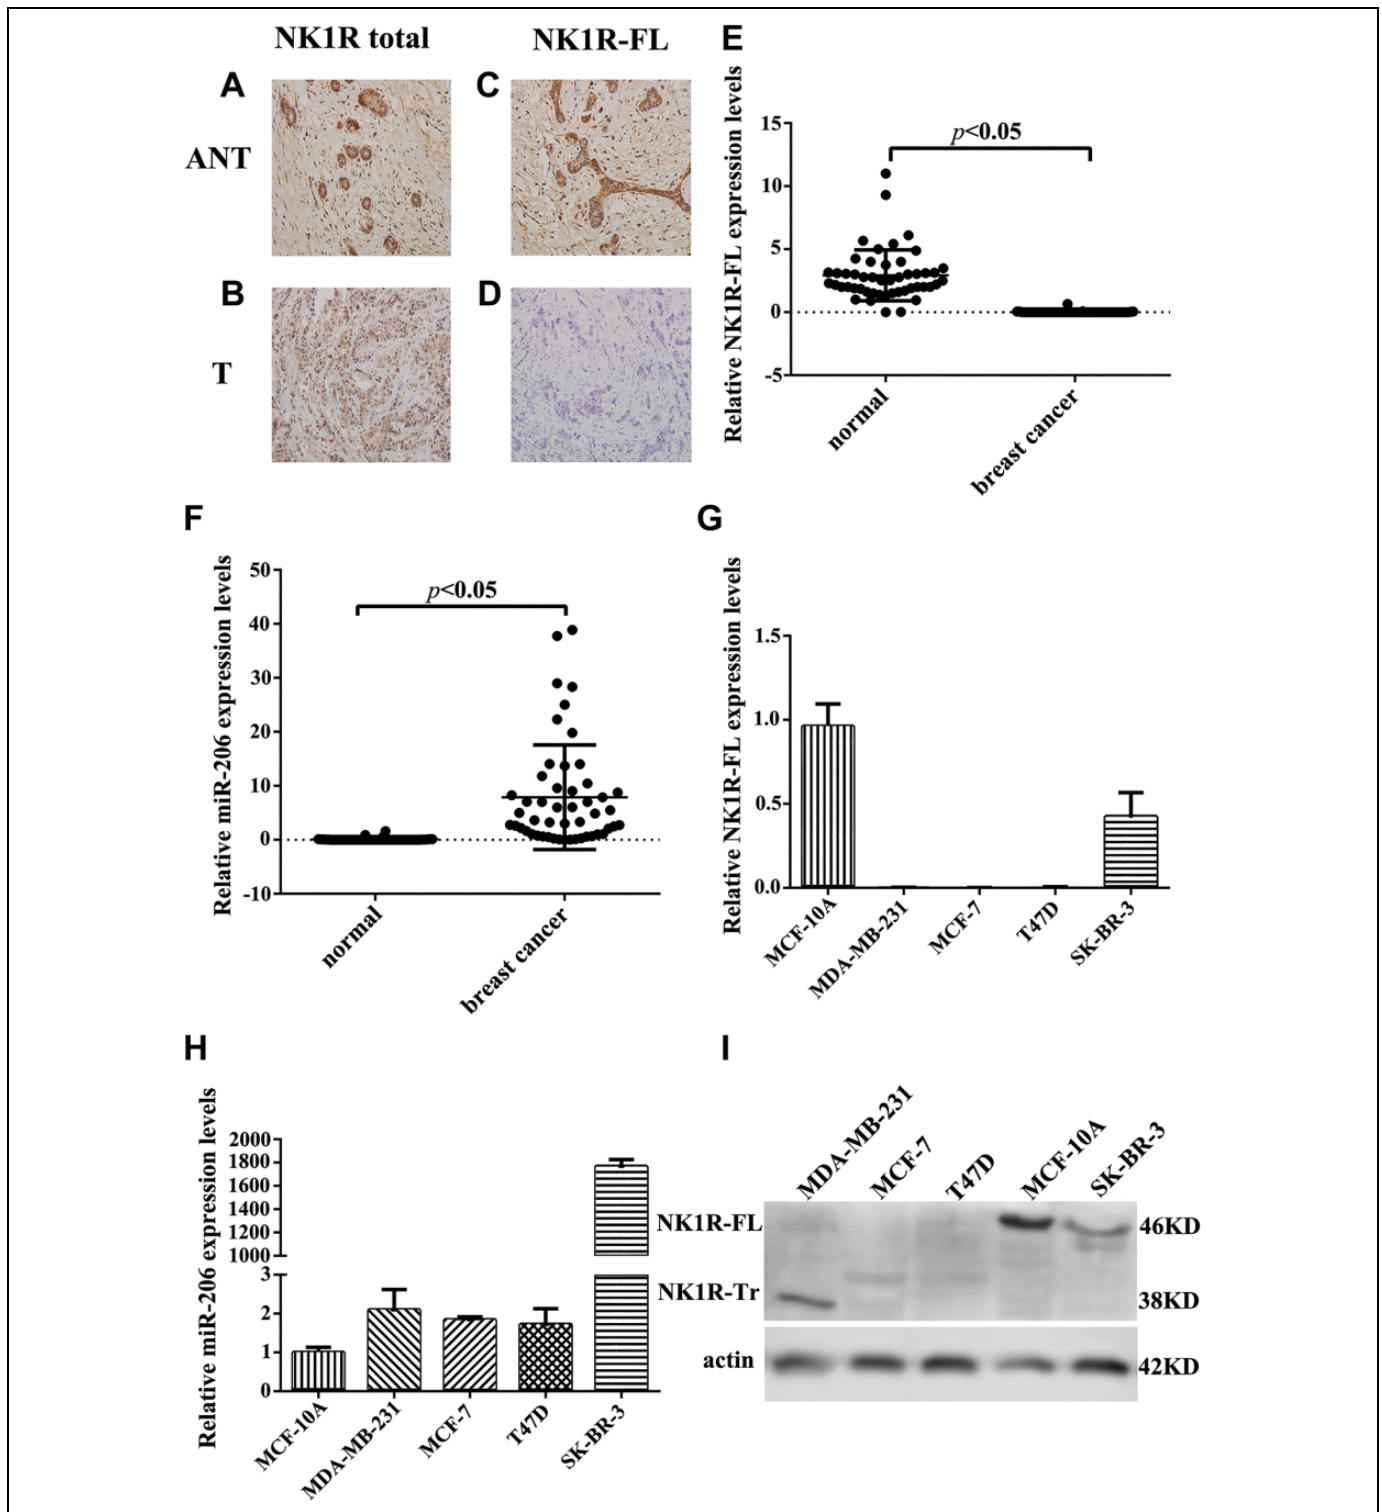 NK1R total
NK1R-FL
A
C
ANT
B
D
T
E
Relative NK1R-FL expression levels
15
10
5
0
-5
p<0.05
normal
breast cancer
F
Relative miR-206 expression levels
50
40
30
20
10
0
-10
p<0.05
normal
breast cancer
G
Relative NK1R-FL expression levels
1.5
1.0
0.5
0.0
MCF-10A
MDA-MB-231
MCF-7
T47D
SK-BR-3
H
Relative miR-206 expression levels
2000
1800
1600
1400
1200
1000
3
2
1
0
MCF-10A
MDA-MB-231
MCF-7
T47D
SK-BR-3
I
MDA-MB-231
MCF-7
T47D
MCF-10A
SK-BR-3
NK1R-FL
46KD
NK1R-Tr
38KD
actin
42KD